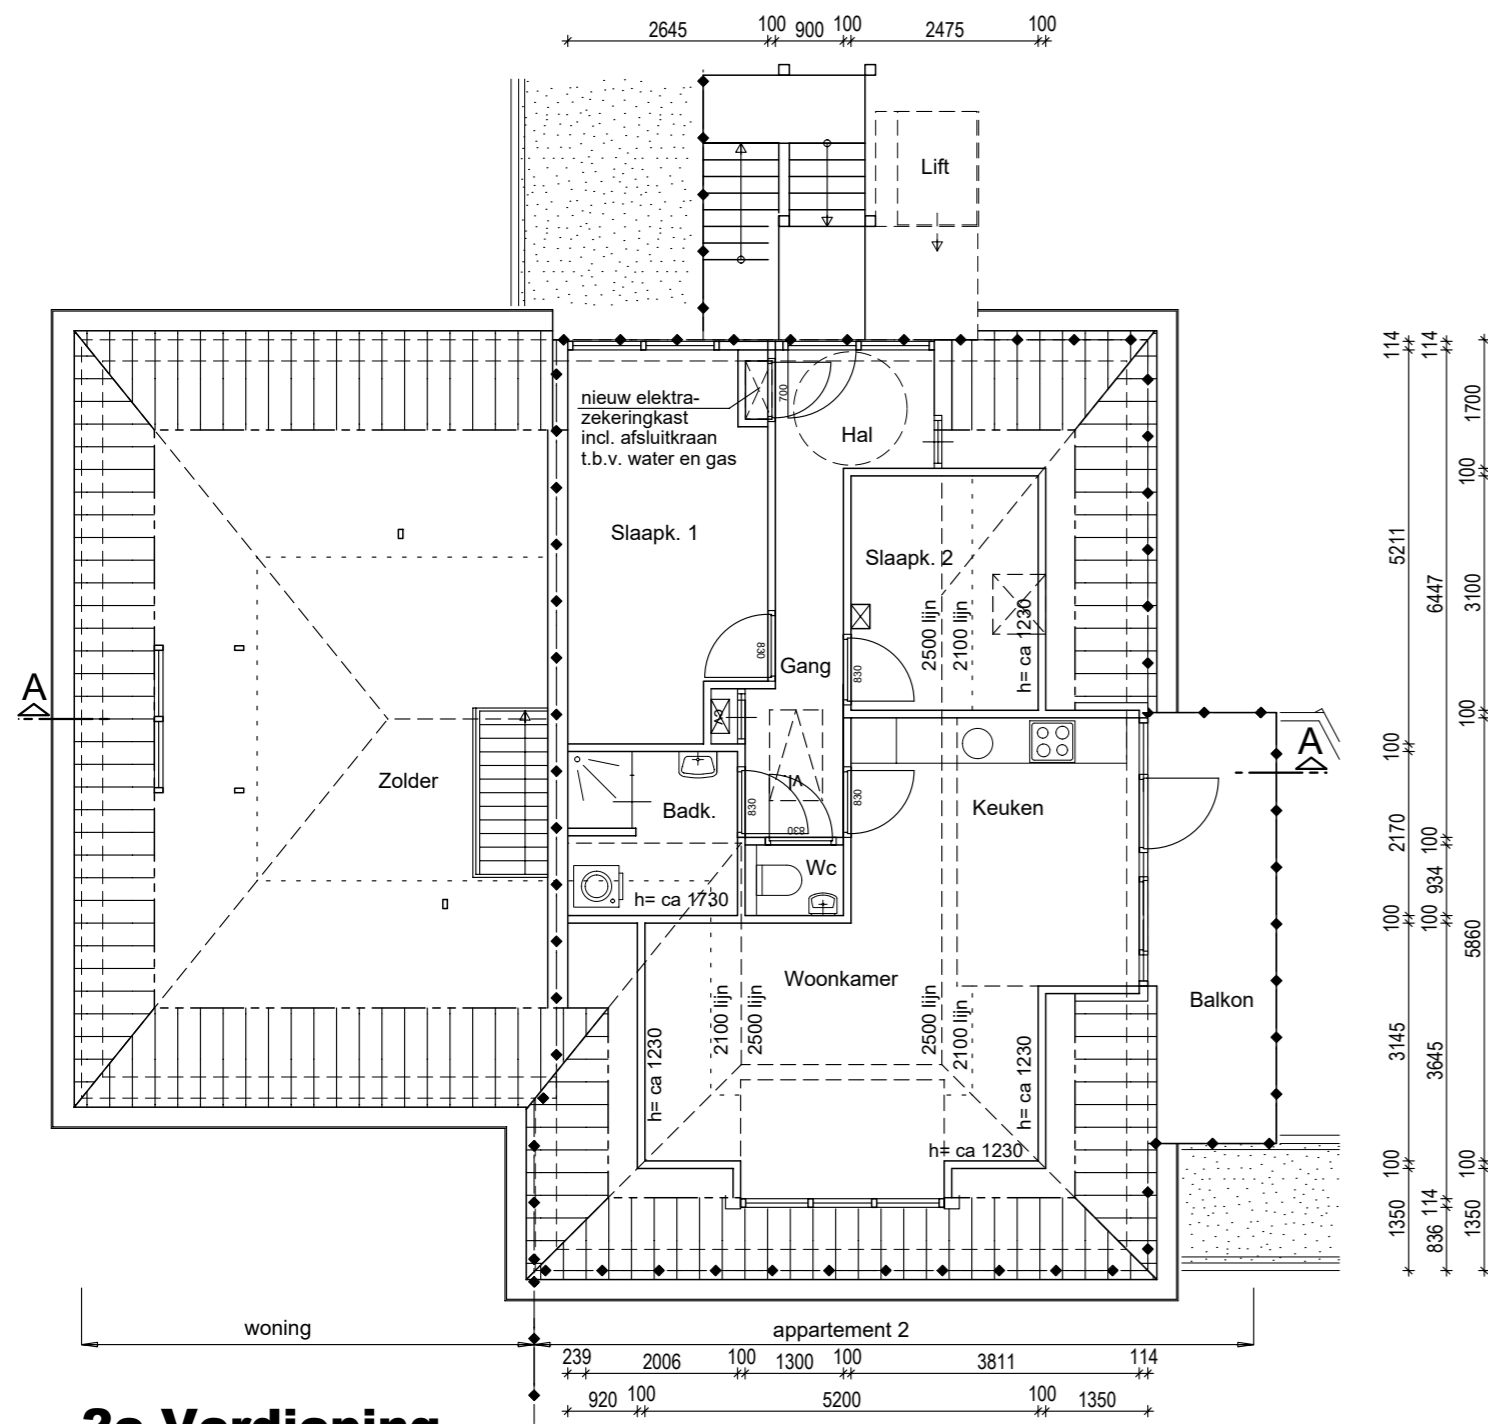 2645 100 900 100 2475 100
Lift
nieuw elektra-
zekeringkast
incl. afsluitkraan
t.b.v. water en gas
700
Hal
Slaapk. 1
Slaapk. 2
2500 lijn
2100 lijn
h= ca 1230
830
Gang
830
CV
A
A
Zolder
Badk.
830
830
Vl
830
Keuken
Wc
h= ca 1730
Woonkamer
Balkon
2100 lijn
2500 lijn
2500 lijn
2100 lijn
h= ca 1230
h= ca 1230
h= ca 1230
114 5211 100 2170 100 3145 100 1350
114 6447 100 934 100 3645 114 836
1700 100 3100 100 5860 100 1350
woning
appartement 2
239 2006 100 1300 100 3811 114
920 100 5200 100 1350